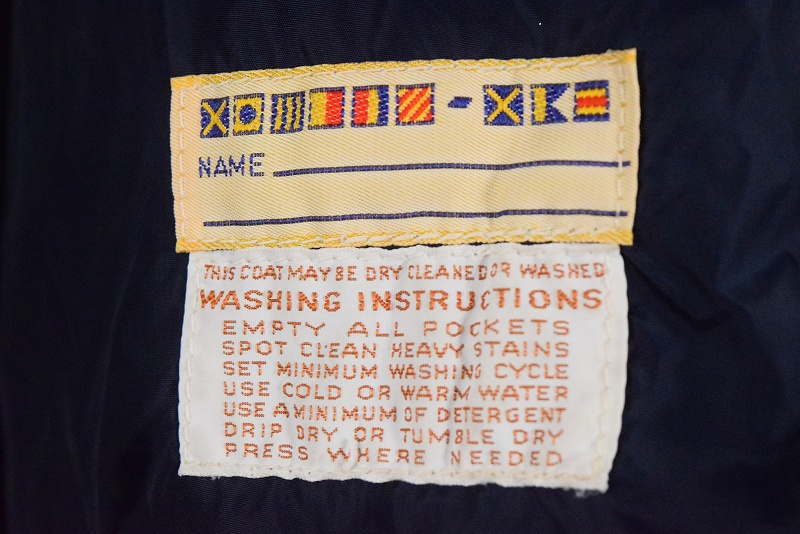 NAME
THIS COAT MAY BE DRY CLEANED OR WASHED
WASHING INSTRUCTIONS
EMPTY ALL POCKETS
SPOT CLEAN HEAVY STAINS
SET MINIMUM WASHING CYCLE
USE COLD OR WARM WATER
USE A MINIMUM OF DETERGENT
DRIP DRY OR TUMBLE DRY
PRESS WHERE NEEDED